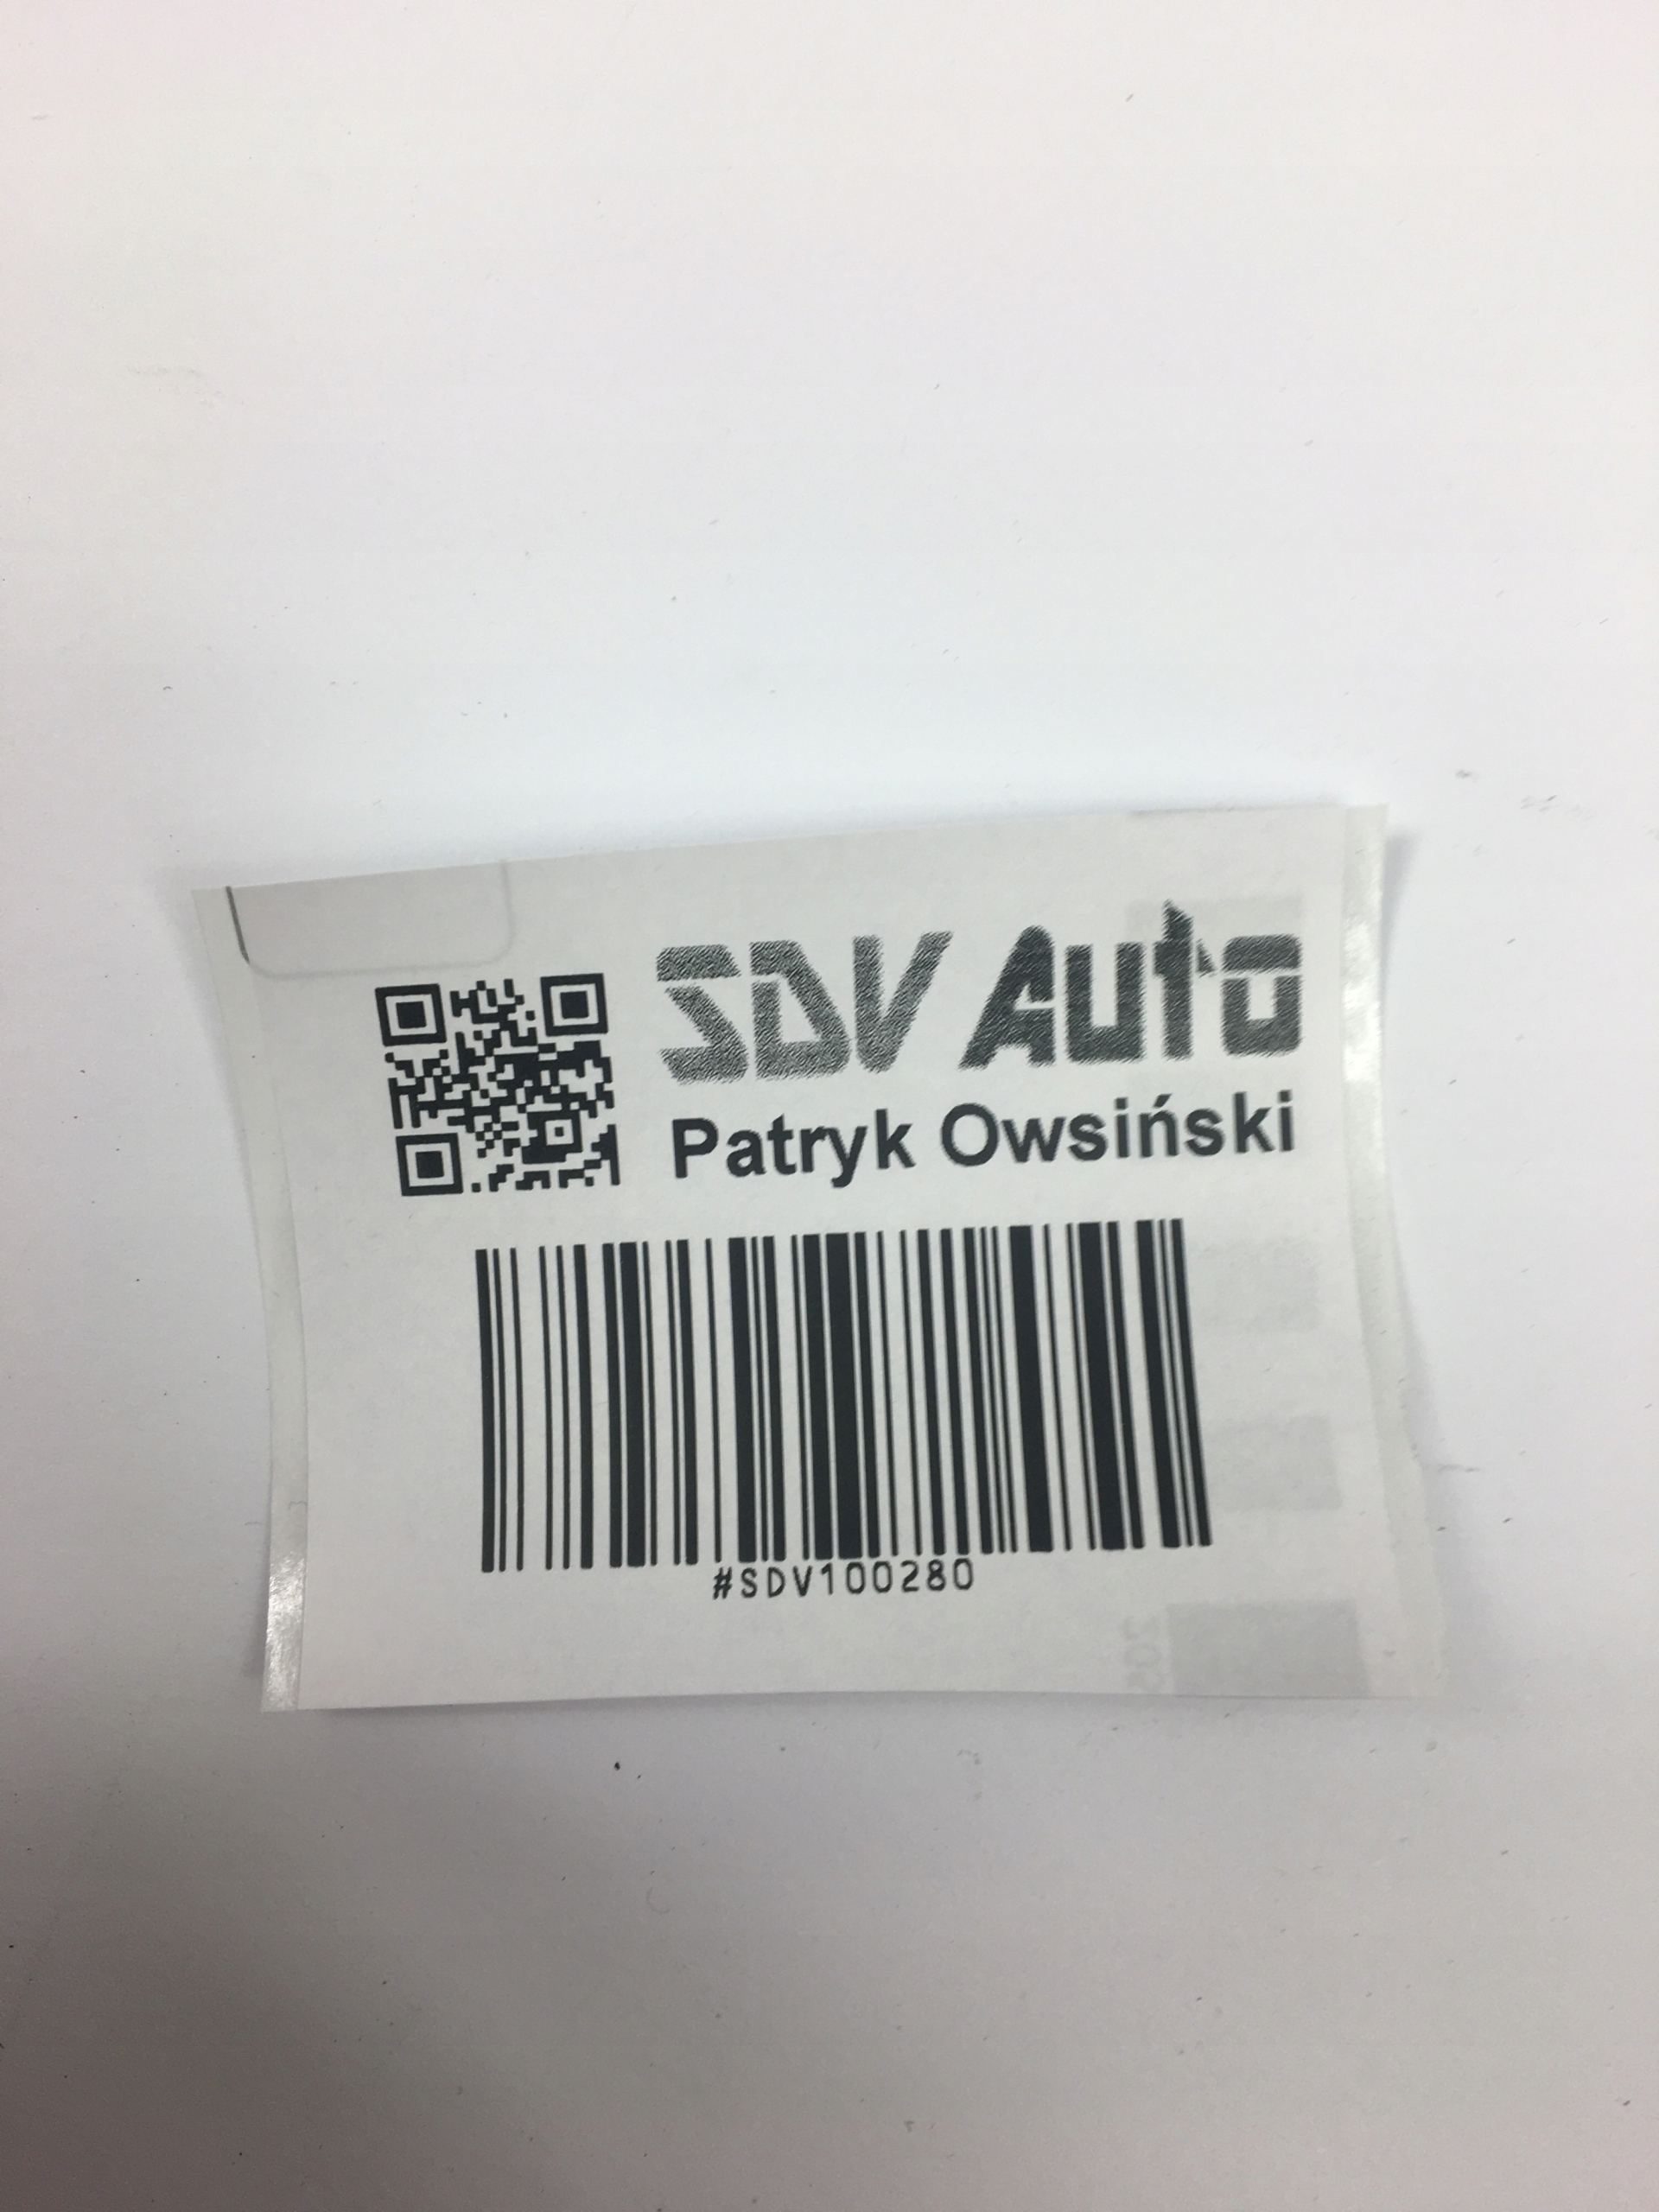 SDV Auto
Patryk Owsiński
#SDV100280